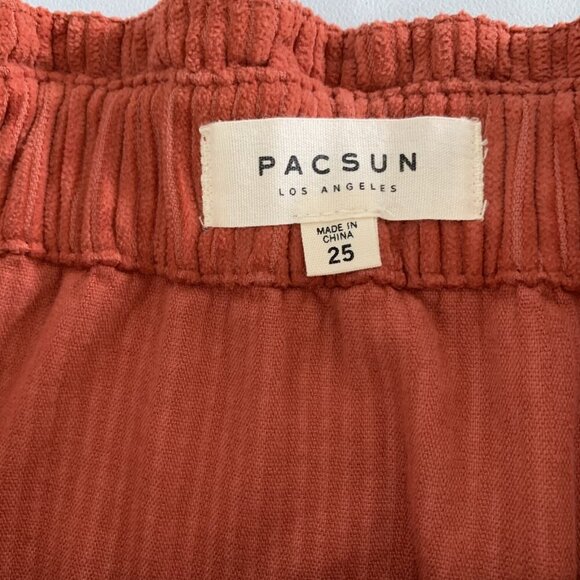 PACSUN
LOS ANGELES
MADE IN
CHINA
25